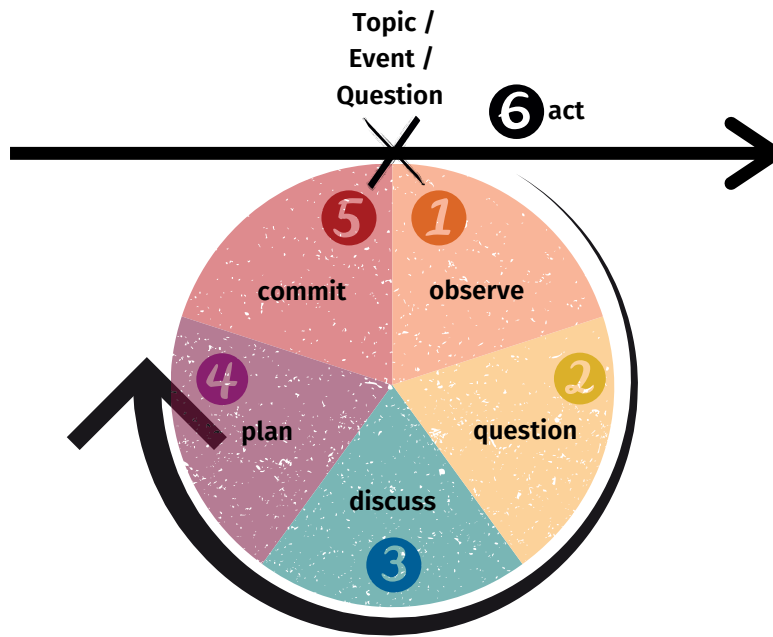 Topic /
Event /
Question
6 act
5
1
commit
observe
4
2
plan
question
discuss
3